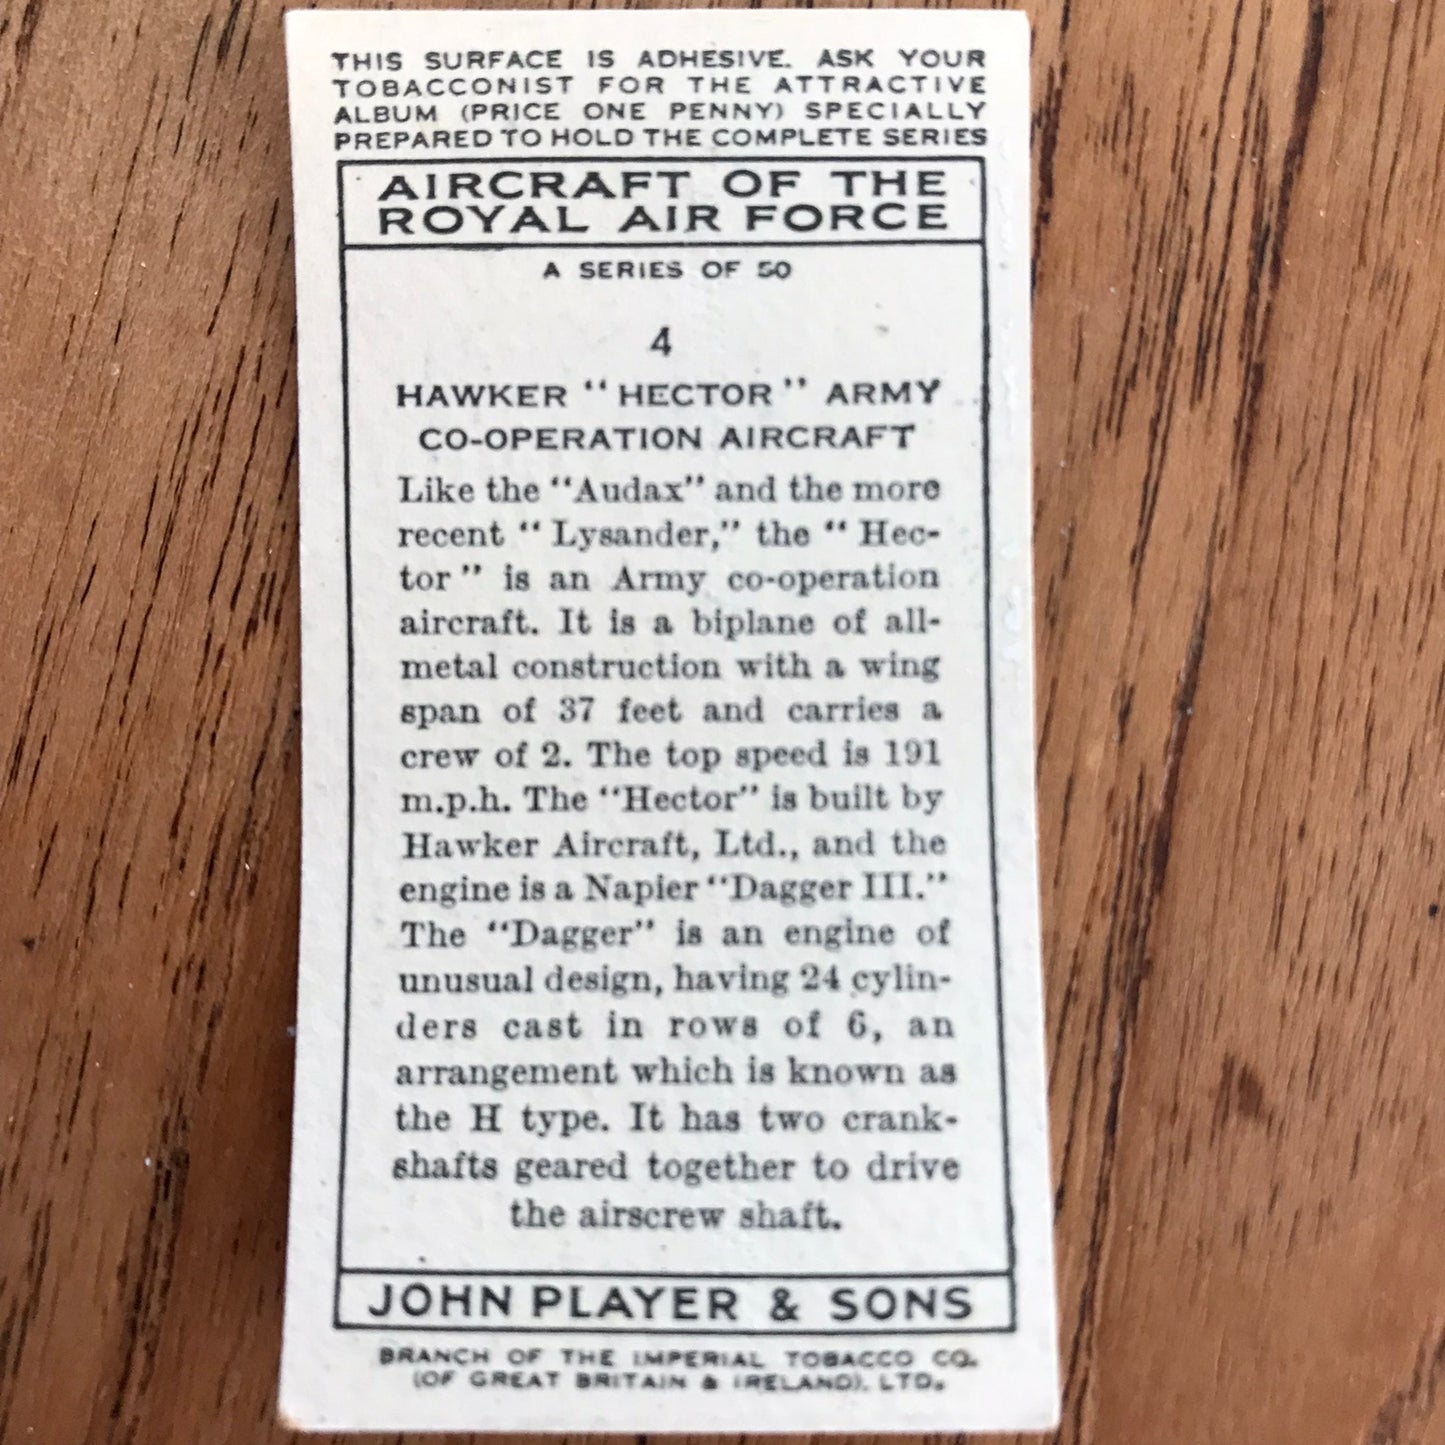 THIS SURFACE IS ADHESIVE. ASK YOUR
TOBACCONIST FOR THE ATTRACTIVE
ALBUM (PRICE ONE PENNY) SPECIALLY
PREPARED TO HOLD THE COMPLETE SERIES
AIRCRAFT OF THE
ROYAL AIR FORCE
A SERIES OF 50
4
HAWKER "HECTOR" ARMY
CO-OPERATION AIRCRAFT
Like the "Audax" and the more
recent "Lysander," the "Hec-
tor" is an Army co-operation
aircraft. It is a biplane of all-
metal construction with a wing
span of 37 feet and carries a
crew of 2. The top speed is 191
m.p.h. The "Hector" is built by
Hawker Aircraft, Ltd., and the
engine is a Napier "Dagger III."
The "Dagger" is an engine of
unusual design, having 24 cylin-
ders cast in rows of 6, an
arrangement which is known as
the H type. It has two crank-
shafts geared together to drive
the airscrew shaft.
JOHN PLAYER & SONS
BRANCH OF THE IMPERIAL TOBACCO CO.
(OF GREAT BRITAIN & IRELAND), LTD.